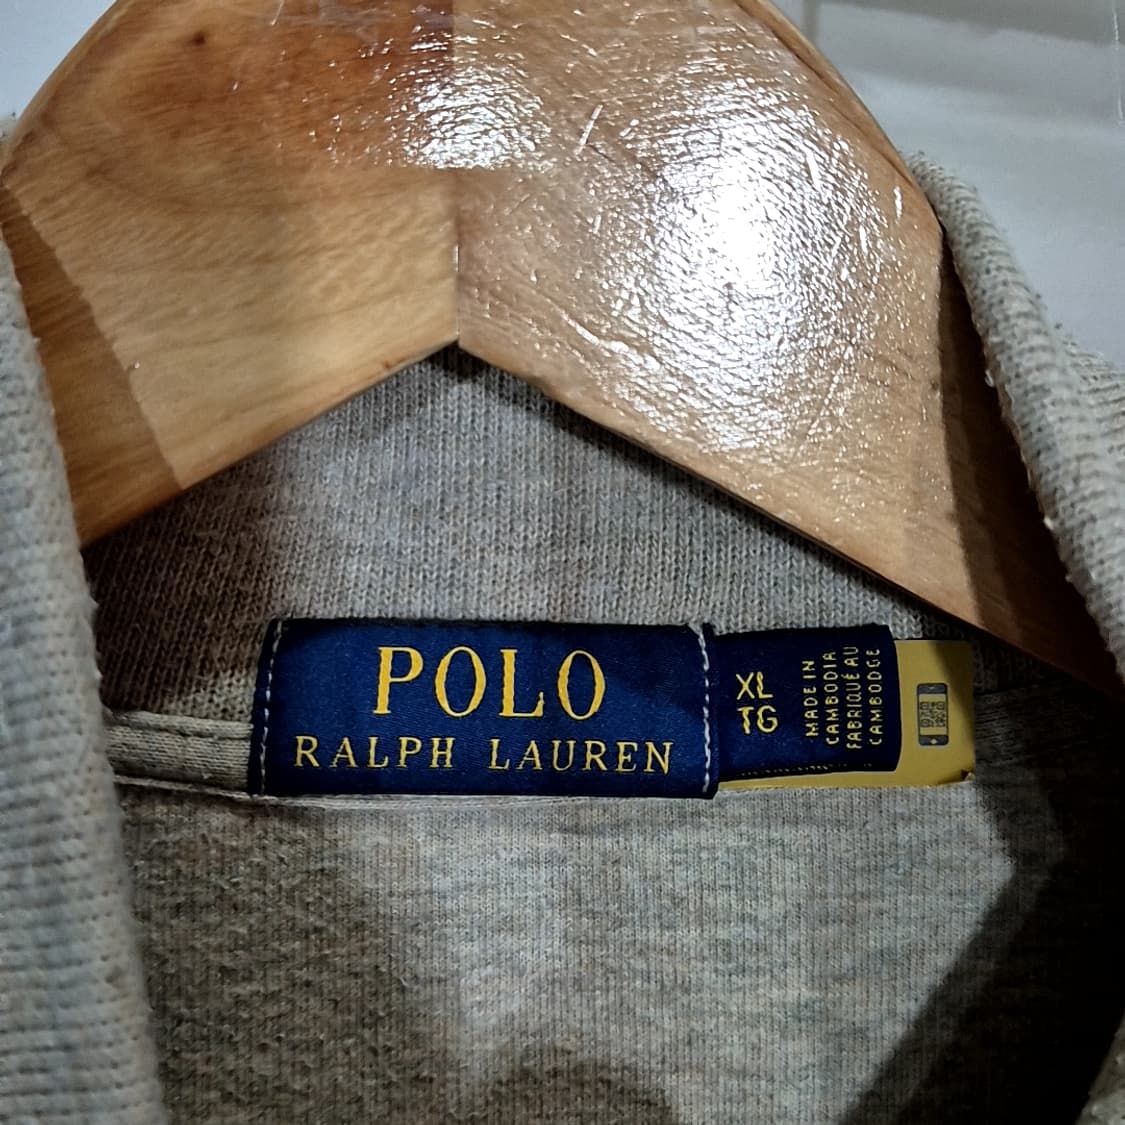 POLO
RALPH LAUREN
XL
TG
MADE IN
CAMBODIA
FABRIQUÉ AU
CAMBODGE